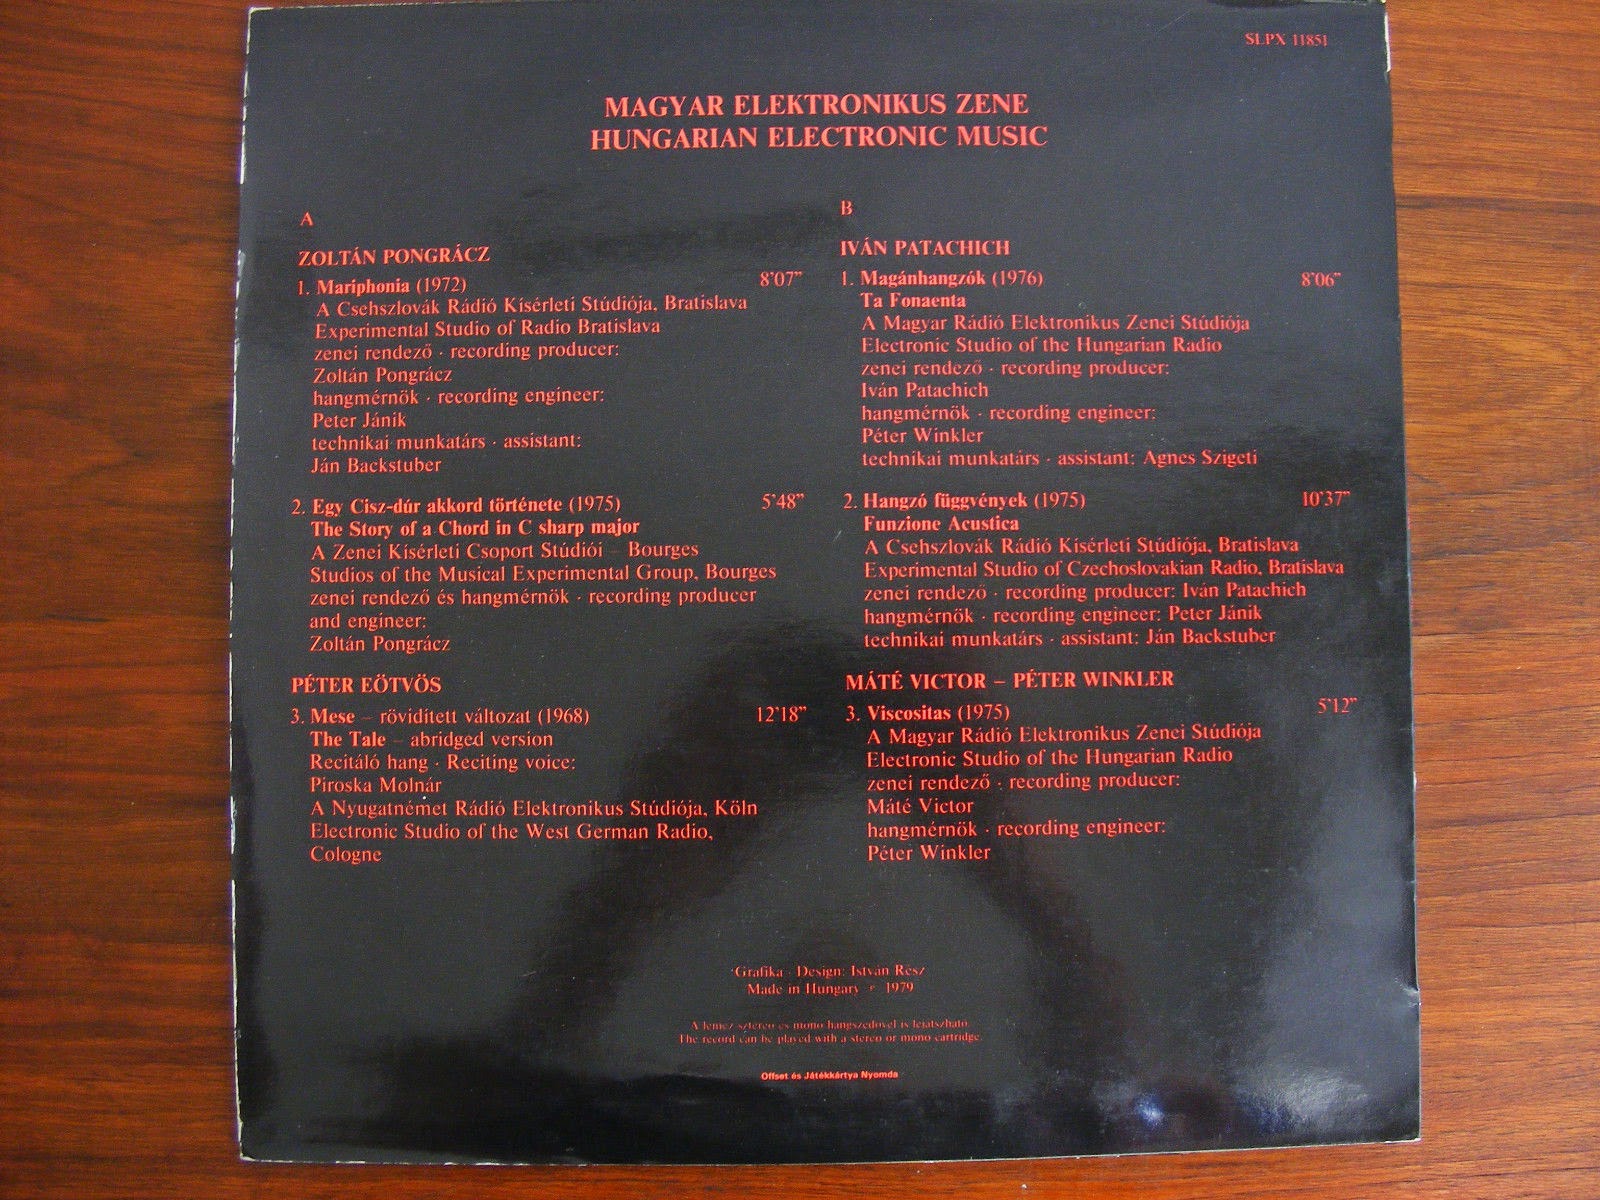 SLPX 11851
MAGYAR ELEKTRONIKUS ZENE
HUNGARIAN ELECTRONIC MUSIC
A
ZOLTÁN PONGRÁCZ
1. Mariphonia (1972) 8'07"
A Csehszlovák Rádió Kísérleti Stúdiója, Bratislava
Experimental Studio of Radio Bratislava
zenei rendező · recording producer:
Zoltán Pongrácz
hangmérnök · recording engineer:
Peter Jánik
technikai munkatárs · assistant:
Ján Backstuber
2. Egy Cisz-dúr akkord története (1975) 5'48"
The Story of a Chord in C sharp major
A Zenei Kísérleti Csoport Stúdiói – Bourges
Studios of the Musical Experimental Group, Bourges
zenei rendező és hangmérnök · recording producer
and engineer:
Zoltán Pongrácz
PÉTER EÖTVÖS
3. Mese – rövidített változat (1968) 12'18"
The Tale – abridged version
Recitáló hang · Reciting voice:
Piroska Molnár
A Nyugatnémet Rádió Elektronikus Stúdiója, Köln
Electronic Studio of the West German Radio,
Cologne
B
IVÁN PATACHICH
1. Magánhangzók (1976) 8'06"
Ta Fonaenta
A Magyar Rádió Elektronikus Zenei Stúdiója
Electronic Studio of the Hungarian Radio
zenei rendező · recording producer:
Iván Patachich
hangmérnök · recording engineer:
Péter Winkler
technikai munkatárs · assistant: Agnes Szigeti
2. Hangzó függvények (1975) 10'37"
Funzione Acustica
A Csehszlovák Rádió Kísérleti Stúdiója, Bratislava
Experimental Studio of Czechoslovakian Radio, Bratislava
zenei rendező · recording producer: Iván Patachich
hangmérnök · recording engineer: Peter Jánik
technikai munkatárs · assistant: Ján Backstuber
MÁTÉ VICTOR – PÉTER WINKLER
3. Viscositas (1975) 5'12"
A Magyar Rádió Elektronikus Zenei Stúdiója
Electronic Studio of the Hungarian Radio
zenei rendező · recording producer:
Máté Victor
hangmérnök · recording engineer:
Péter Winkler
Grafika · Design: István Rész
Made in Hungary ℗ 1979
A lemez sztereo és mono hangszedővel is lejátszható.
The record can be played with a stereo or mono cartridge.
Offset és Játékkártya Nyomda